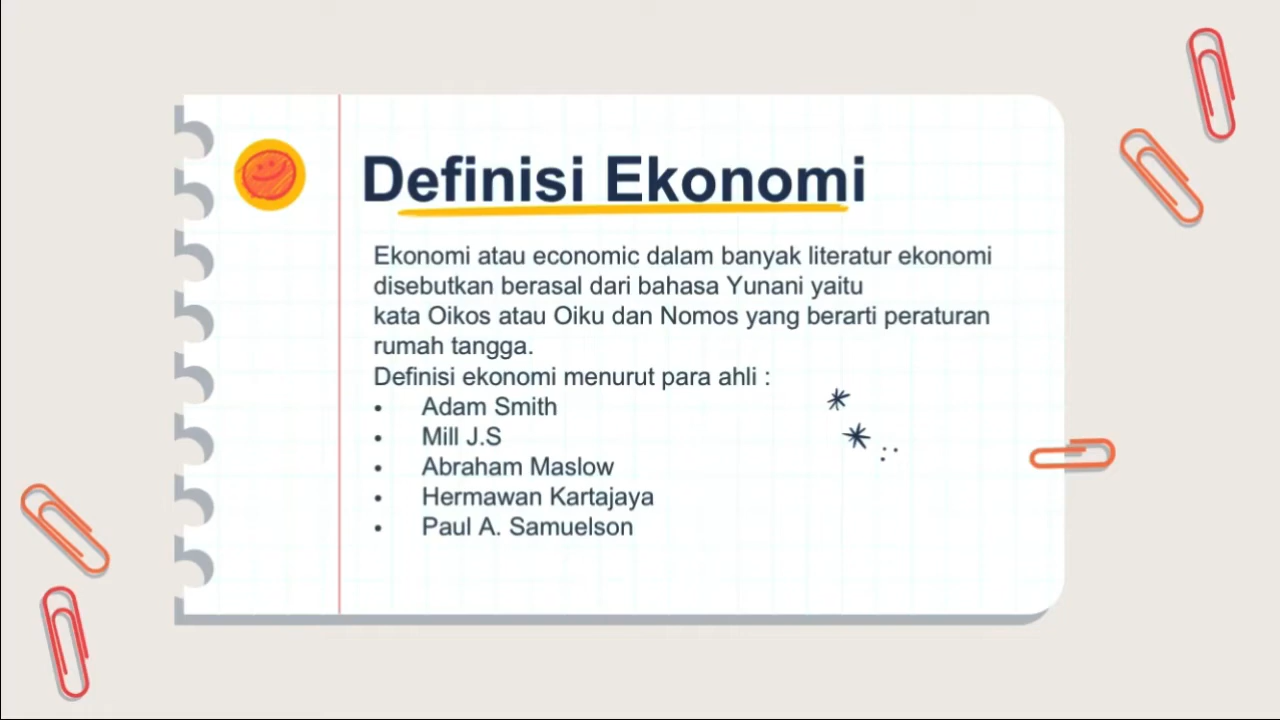 Definisi Ekonomi
Ekonomi atau economic dalam banyak literatur ekonomi
disebutkan berasal dari bahasa Yunani yaitu
kata Oikos atau Oiku dan Nomos yang berarti peraturan
rumah tangga.
Definisi ekonomi menurut para ahli :
• Adam Smith
• Mill J.S
• Abraham Maslow
• Hermawan Kartajaya
• Paul A. Samuelson